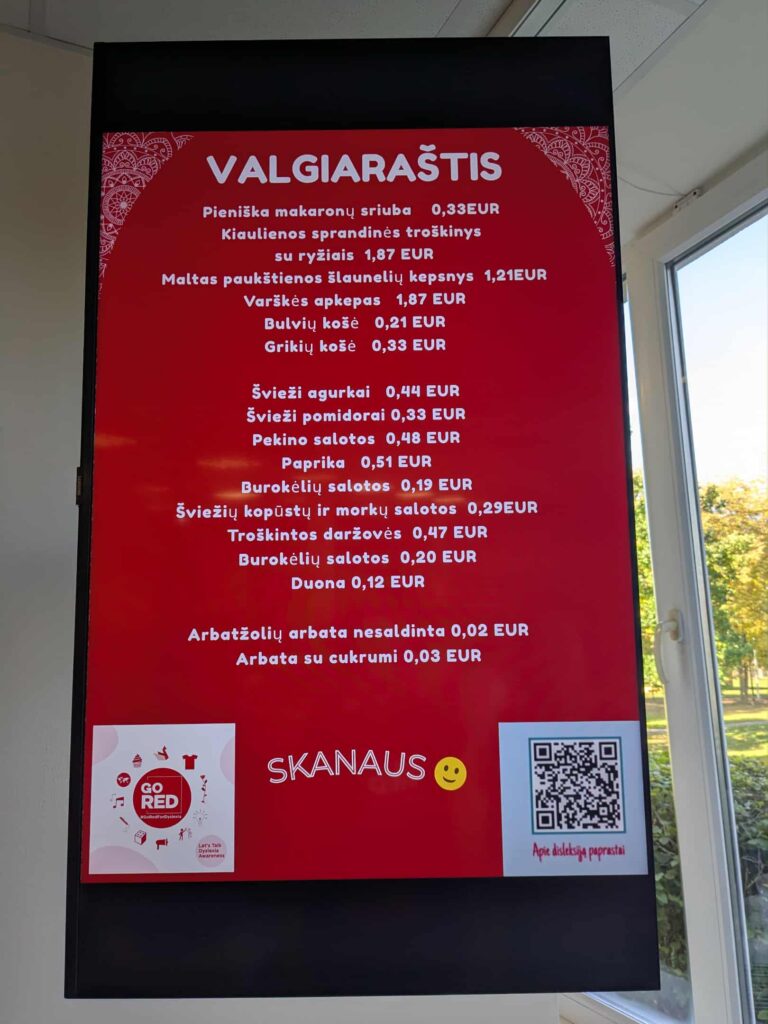 VALGIARAŠTIS
Pieniška makaronų sriuba 0,33EUR
Kiaulienos sprandinės troškinys
su ryžiais 1,87 EUR
Maltas paukštienos šlaunelių kepsnys 1,21EUR
Varškės apkepas 1,87 EUR
Bulvių košė 0,21 EUR
Grikių košė 0,33 EUR
Švieži agurkai 0,44 EUR
Švieži pomidorai 0,33 EUR
Pekino salotos 0,48 EUR
Paprika 0,51 EUR
Burokėlių salotos 0,19 EUR
Šviežių kopūstų ir morkų salotos 0,29EUR
Troškintos daržovės 0,47 EUR
Burokėlių salotos 0,20 EUR
Duona 0,12 EUR
Arbatžolių arbata nesaldinta 0,02 EUR
Arbata su cukrumi 0,03 EUR
SKANAUS
GO
RED
#GoRedForDyslexia
Let's Talk
Dyslexia
Awareness
Apie disleksiją paprastai